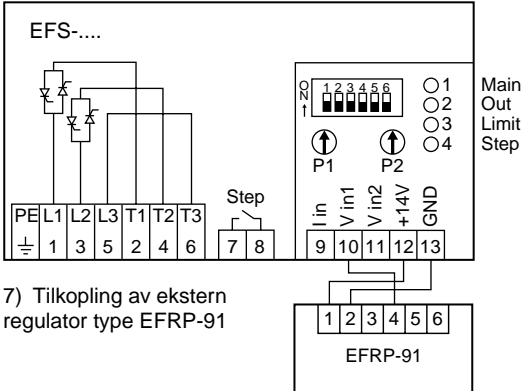 EFS-....
ON
1 2 3 4 5 6
1 Main
2 Out
3 Limit
4 Step
P1 P2
I in
V in1
V in2
+14V
GND
PE L1 L2 L3 T1 T2 T3
1 3 5 2 4 6
Step
7 8
9 10 11 12 13
7) Tilkopling av ekstern
regulator type EFRP-91
1 2 3 4 5 6
EFRP-91